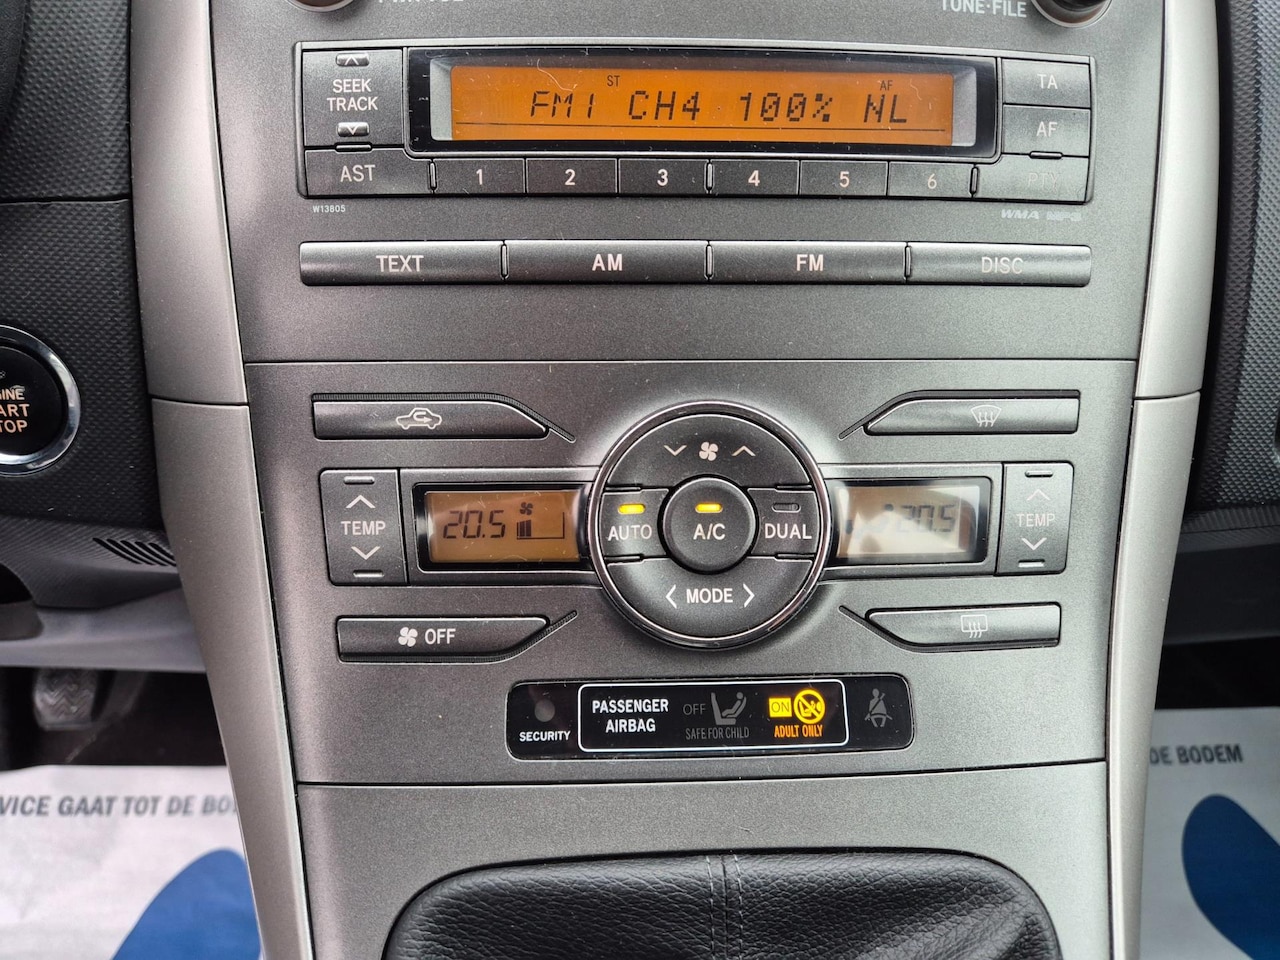 TUNE·FILE
SEEK
TRACK
ST
AF
FM1 CH4 100% NL
TA
AF
AST
1 2 3 4 5 6
PTY
W13805
WMA MP3
TEXT
AM
FM
DISC
TEMP
20.5
AUTO
A/C
DUAL
20.5
TEMP
MODE
OFF
SECURITY
PASSENGER
AIRBAG
OFF
SAFE FOR CHILD
ON
ADULT ONLY
VICE GAAT TOT DE BO
DE BODEM